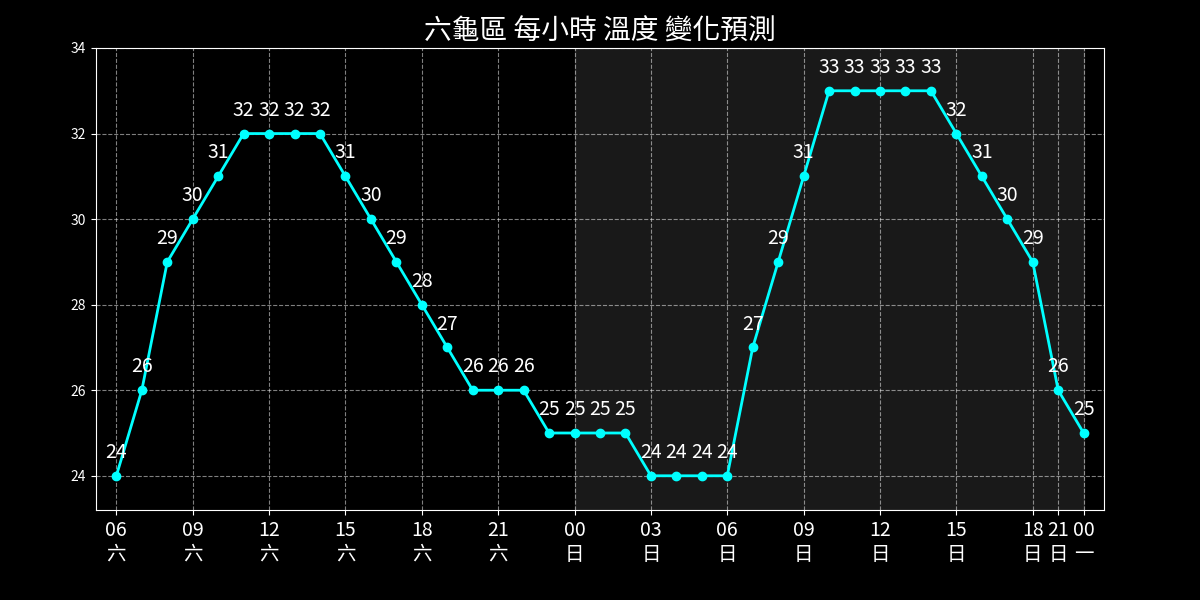 六龜區 每小時 溫度 變化預測
34
33 33 33 33 33
32 32 32 32 32
32
31 31 31 31
30 30 30
30
29 29 29 29
28
28
27 27
26 26 26 26 26
26
25 25 25 25 25
24 24 24 24 24
24
06 09 12 15 18 21 00 03 06 09 12 15 18 21 00
六 六 六 六 六 六 日 日 日 日 日 日 日 日 一